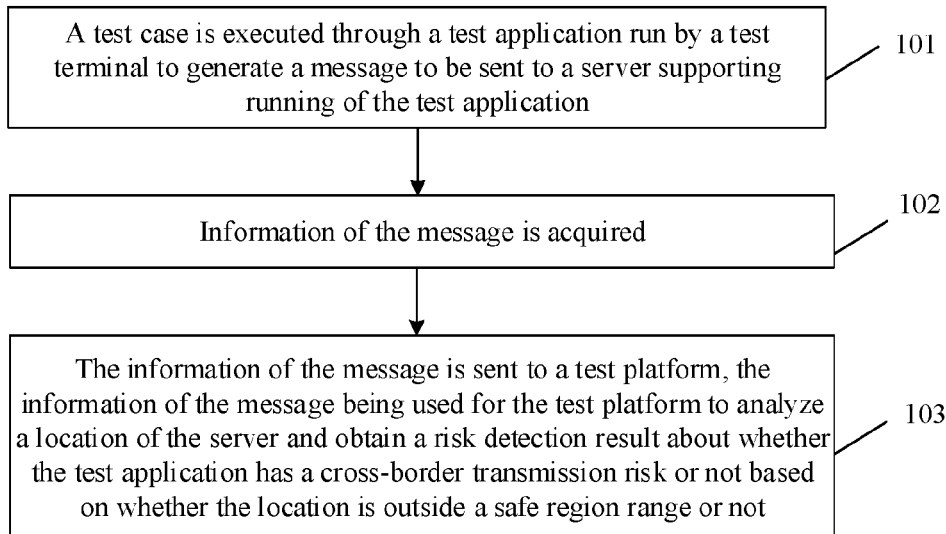 A test case is executed through a test application run by a test
terminal to generate a message to be sent to a server supporting
running of the test application
101
Information of the message is acquired
102
The information of the message is sent to a test platform, the
information of the message being used for the test platform to analyze
a location of the server and obtain a risk detection result about whether
the test application has a cross-border transmission risk or not based
on whether the location is outside a safe region range or not
103